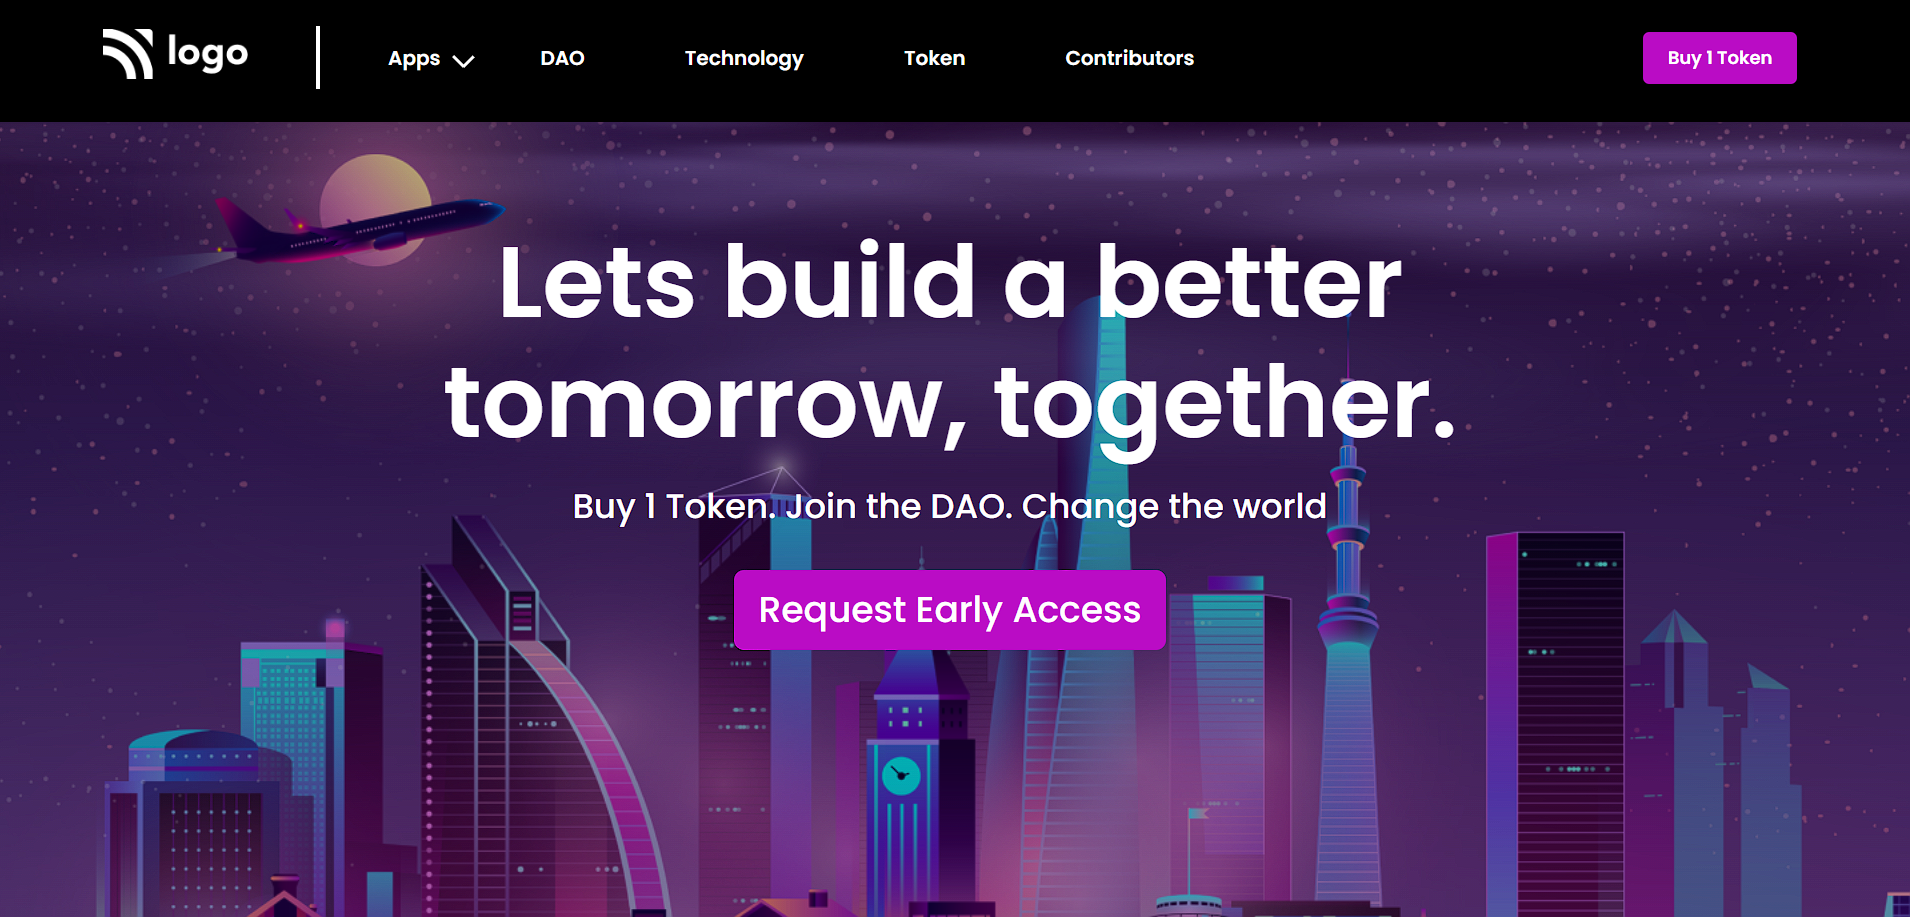 logo
Apps
DAO
Technology
Token
Contributors
Buy 1 Token
Lets build a better
tomorrow, together.
Buy 1 Token. Join the DAO. Change the world
Request Early Access